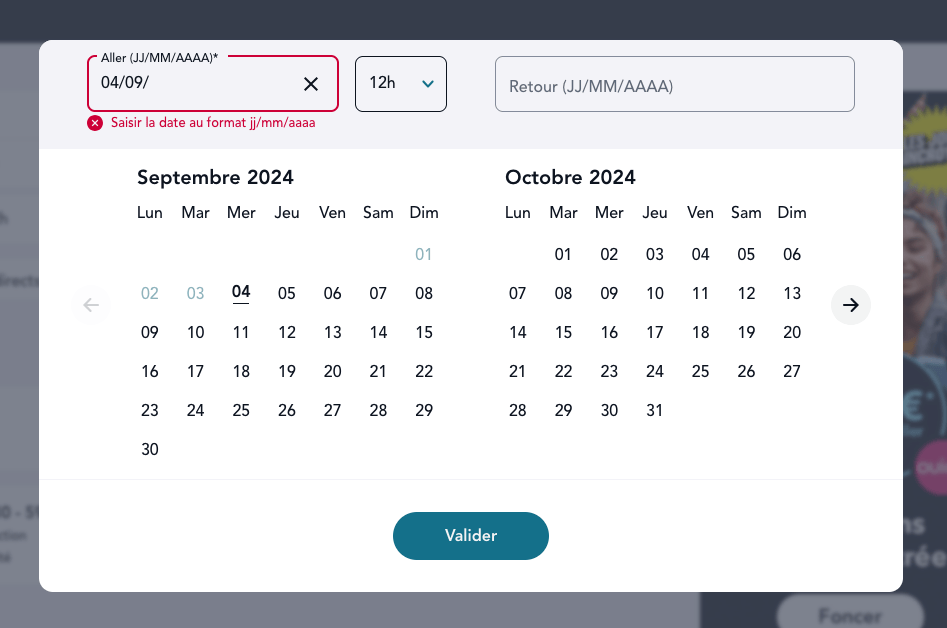 Aller (JJ/MM/AAAA)*
04/09/
12h
Retour (JJ/MM/AAAA)
Saisir la date au format jj/mm/aaaa
Septembre 2024
Lun Mar Mer Jeu Ven Sam Dim
01
02 03 04 05 06 07 08
09 10 11 12 13 14 15
16 17 18 19 20 21 22
23 24 25 26 27 28 29
30
Octobre 2024
Lun Mar Mer Jeu Ven Sam Dim
01 02 03 04 05 06
07 08 09 10 11 12 13
14 15 16 17 18 19 20
21 22 23 24 25 26 27
28 29 30 31
Valider
Foncer